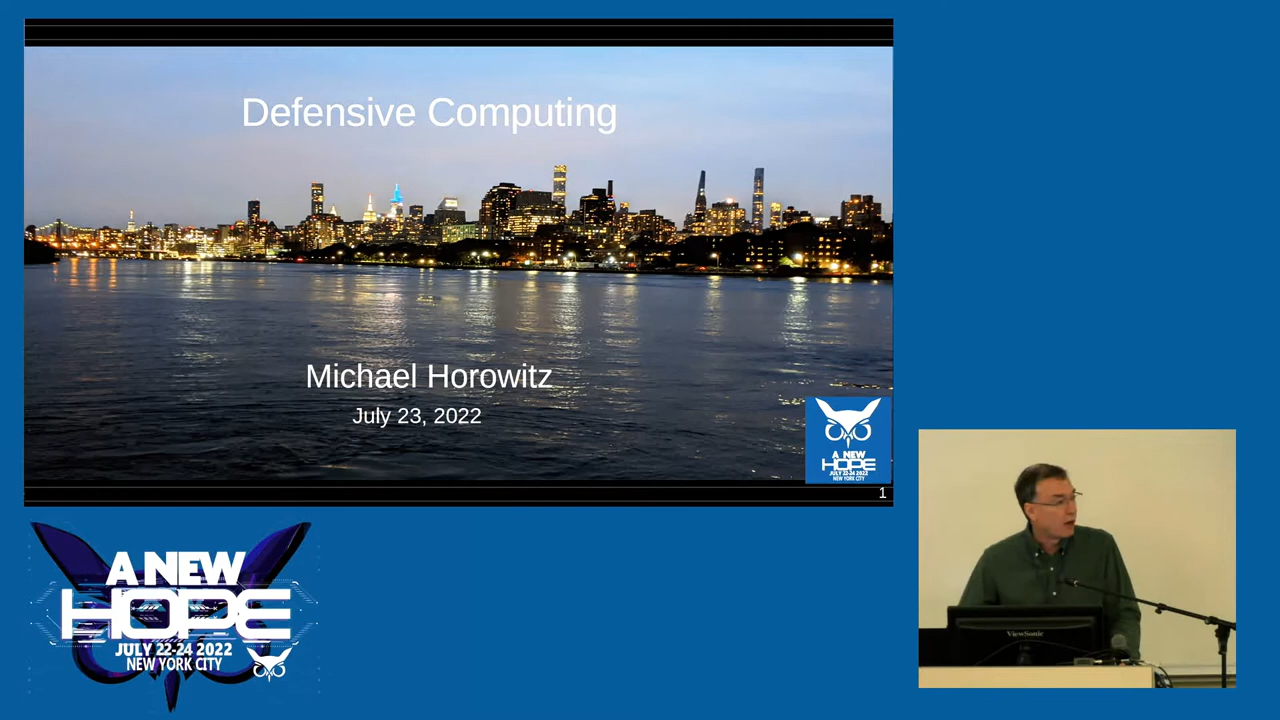 Defensive Computing
Michael Horowitz
July 23, 2022
A NEW
HOPE
JULY 22-24 2022
NEW YORK CITY
1
A NEW
HOPE
JULY 22-24 2022
NEW YORK CITY
ViewSonic